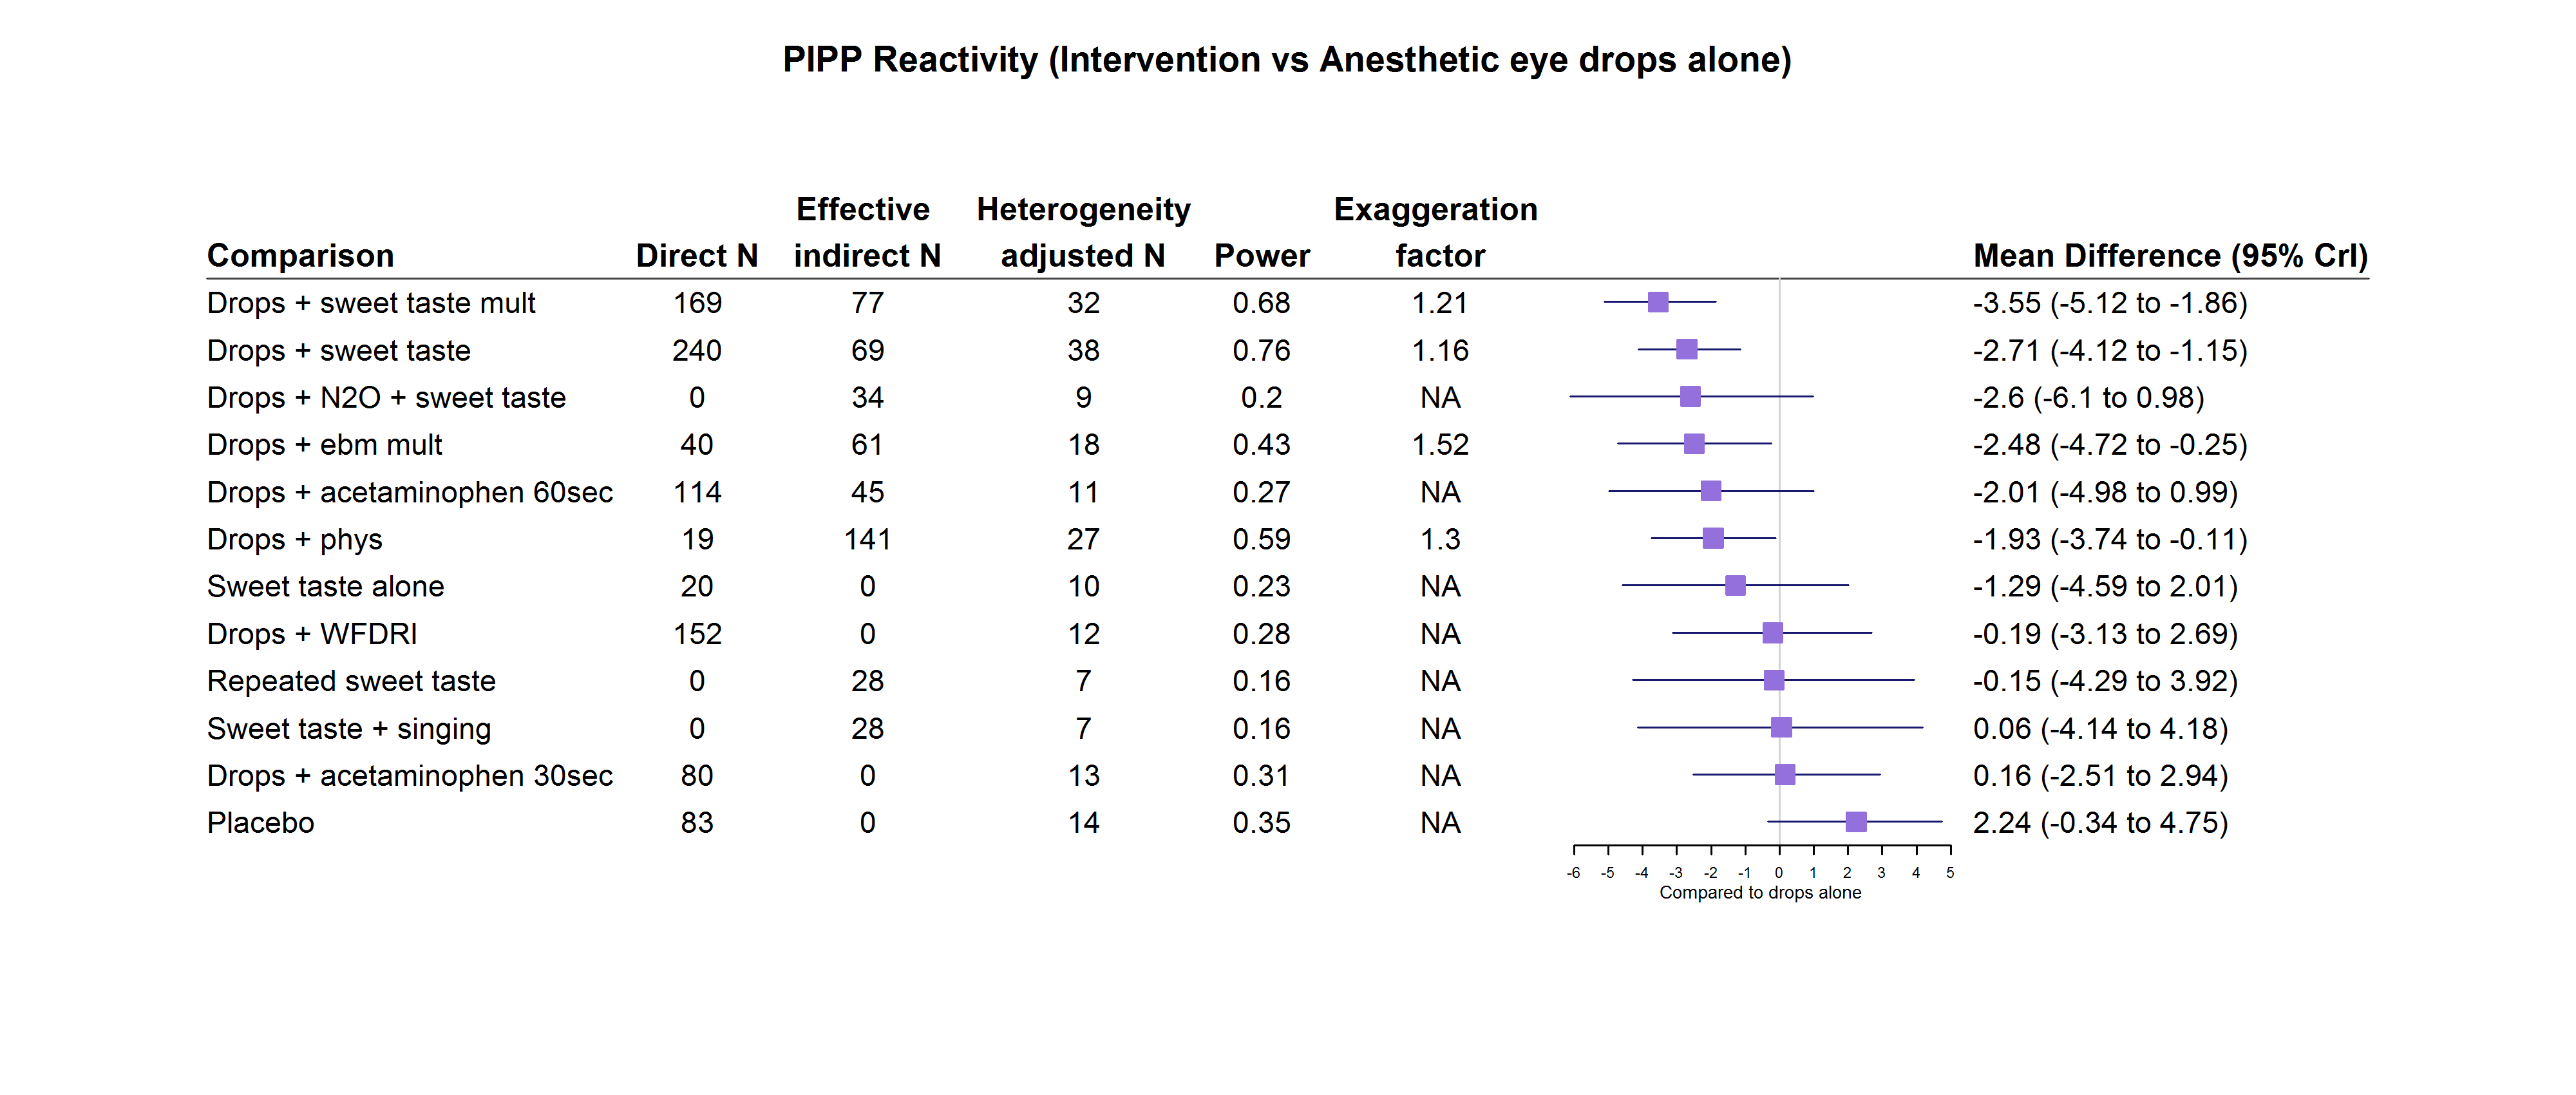 PIPP Reactivity (Intervention vs Anesthetic eye drops alone)
Effective Heterogeneity Exaggeration
Comparison Direct N indirect N adjusted N Power factor Mean Difference (95% CrI)
Drops + sweet taste mult 169 77 32 0.68 1.21 -3.55 (-5.12 to -1.86)
Drops + sweet taste 240 69 38 0.76 1.16 -2.71 (-4.12 to -1.15)
Drops + N2O + sweet taste 0 34 9 0.2 NA -2.6 (-6.1 to 0.98)
Drops + ebm mult 40 61 18 0.43 1.52 -2.48 (-4.72 to -0.25)
Drops + acetaminophen 60sec 114 45 11 0.27 NA -2.01 (-4.98 to 0.99)
Drops + phys 19 141 27 0.59 1.3 -1.93 (-3.74 to -0.11)
Sweet taste alone 20 0 10 0.23 NA -1.29 (-4.59 to 2.01)
Drops + WFDRI 152 0 12 0.28 NA -0.19 (-3.13 to 2.69)
Repeated sweet taste 0 28 7 0.16 NA -0.15 (-4.29 to 3.92)
Sweet taste + singing 0 28 7 0.16 NA 0.06 (-4.14 to 4.18)
Drops + acetaminophen 30sec 80 0 13 0.31 NA 0.16 (-2.51 to 2.94)
Placebo 83 0 14 0.35 NA 2.24 (-0.34 to 4.75)
-6 -5 -4 -3 -2 -1 0 1 2 3 4 5
Compared to drops alone